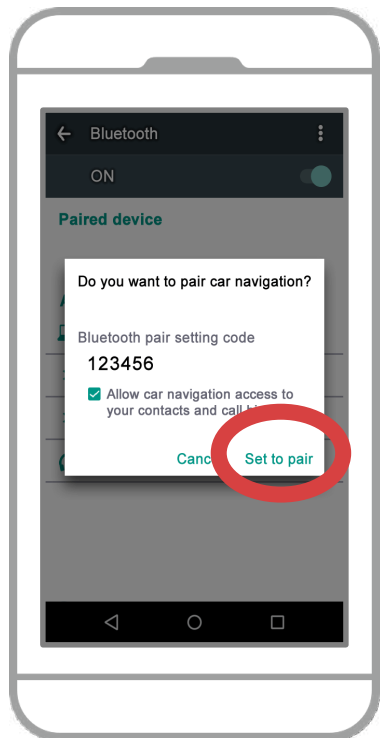 Bluetooth
ON
Paired device
Do you want to pair car navigation?
Bluetooth pair setting code
123456
Allow car navigation access to
your contacts and call
Set to pair